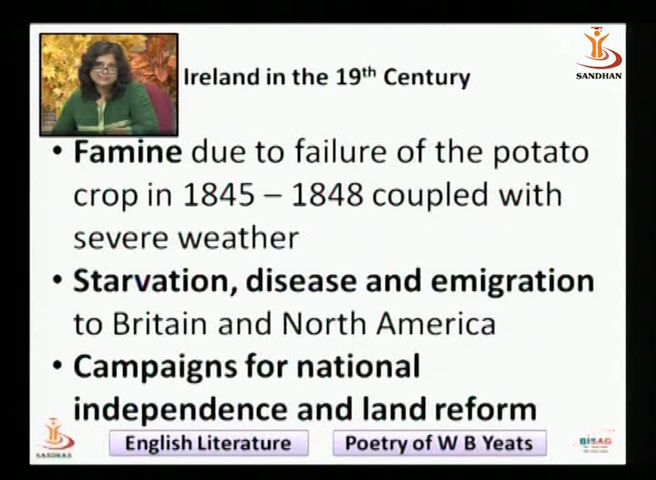 Ireland in the 19th Century
SANDHAN
• Famine due to failure of the potato
crop in 1845 – 1848 coupled with
severe weather
• Starvation, disease and emigration
to Britain and North America
• Campaigns for national
independence and land reform
SANDHAN
English Literature
Poetry of W B Yeats
BISAG